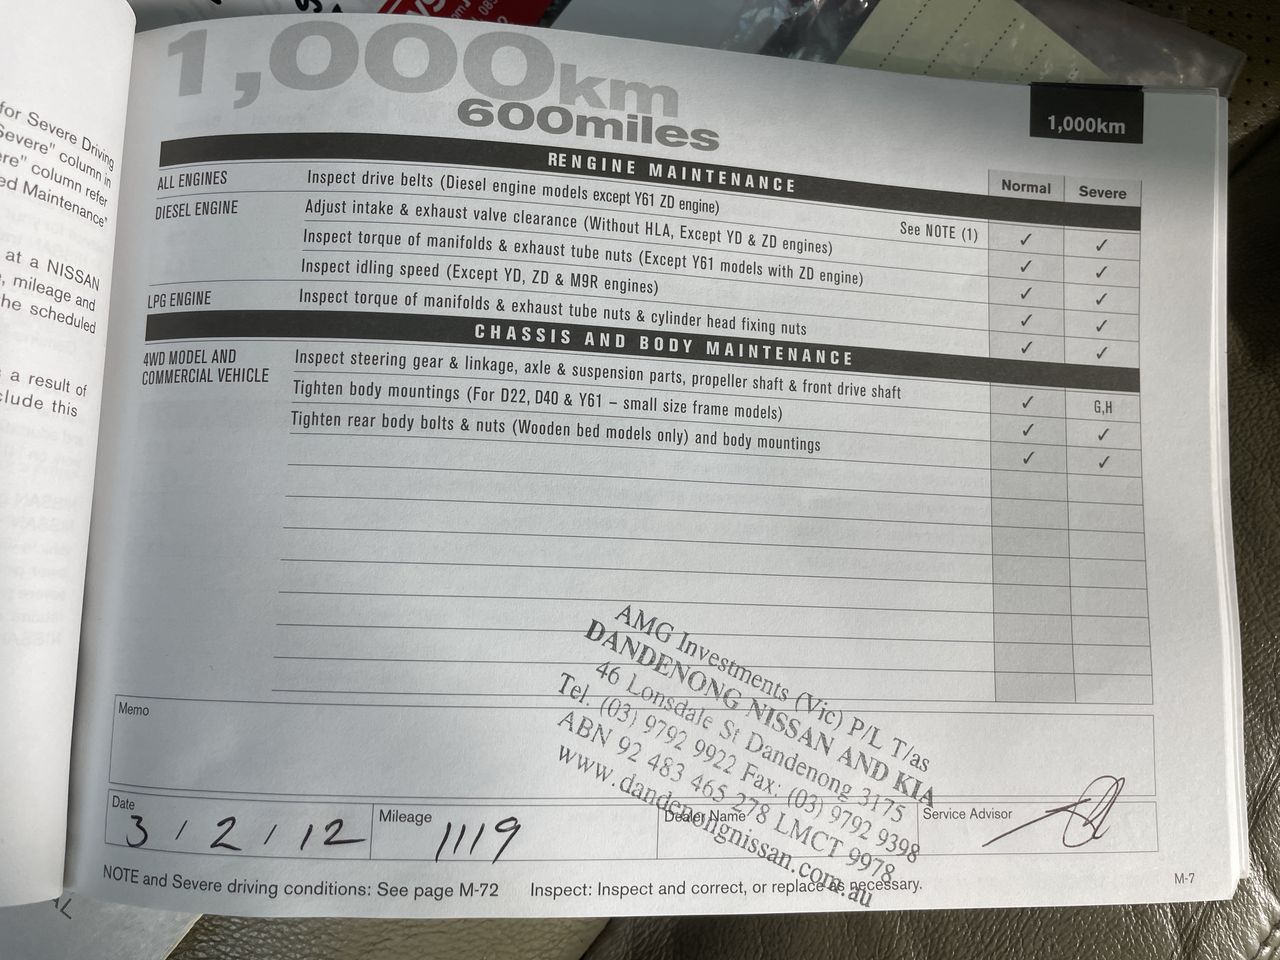 for Severe Driving
Severe" column in
ere" column refer
ed Maintenance"
at a NISSAN
, mileage and
he scheduled
a result of
clude this
1,000km
600miles
1,000km
RENGINE MAINTENANCE
Normal Severe
ALL ENGINES Inspect drive belts (Diesel engine models except Y61 ZD engine) ✓ ✓
DIESEL ENGINE Adjust intake & exhaust valve clearance (Without HLA, Except YD & ZD engines) See NOTE (1) ✓ ✓
Inspect torque of manifolds & exhaust tube nuts (Except Y61 models with ZD engine) ✓ ✓
Inspect idling speed (Except YD, ZD & M9R engines) ✓ ✓
LPG ENGINE Inspect torque of manifolds & exhaust tube nuts & cylinder head fixing nuts ✓ ✓
CHASSIS AND BODY MAINTENANCE
4WD MODEL AND
COMMERCIAL VEHICLE
Inspect steering gear & linkage, axle & suspension parts, propeller shaft & front drive shaft ✓ G,H
Tighten body mountings (For D22, D40 & Y61 – small size frame models) ✓ ✓
Tighten rear body bolts & nuts (Wooden bed models only) and body mountings ✓ ✓
AMG Investments (Vic) P/L T/as
DANDENONG NISSAN AND KIA
46 Lonsdale St Dandenong 3175
Tel. (03) 9792 9922 Fax: (03) 9792 9398
ABN 92 483 465 278 LMCT 9978
www.dandenongnissan.com.au
Memo
Date Mileage Dealer Name Service Advisor
3 / 2 / 12 1119
NOTE and Severe driving conditions: See page M-72 Inspect: Inspect and correct, or replace as necessary.
M-7